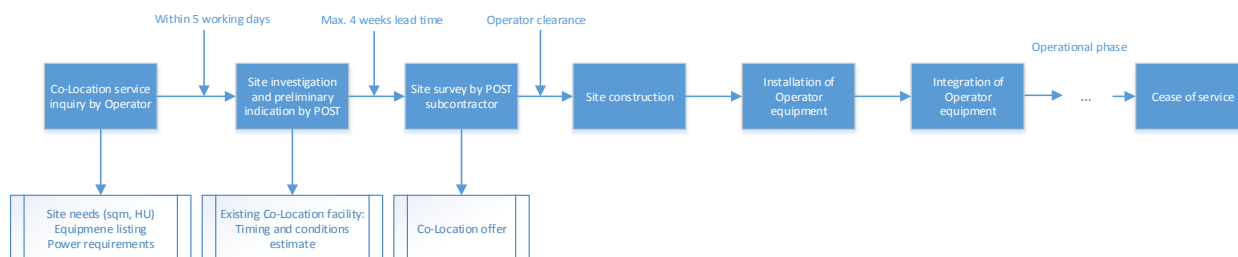 Within 5 working days
Max. 4 weeks lead time
Operator clearance
Operational phase
Co-Location service
inquiry by Operator
Site investigation
and preliminary
indication by POST
Site survey by POST
subcontractor
Site construction
Installation of
Operator
equipment
Integration of
Operator
equipment
...
Cease of service
Site needs (sqm, HU)
Equipmene listing
Power requirements
Existing Co-Location facility:
Timing and conditions
estimate
Co-Location offer